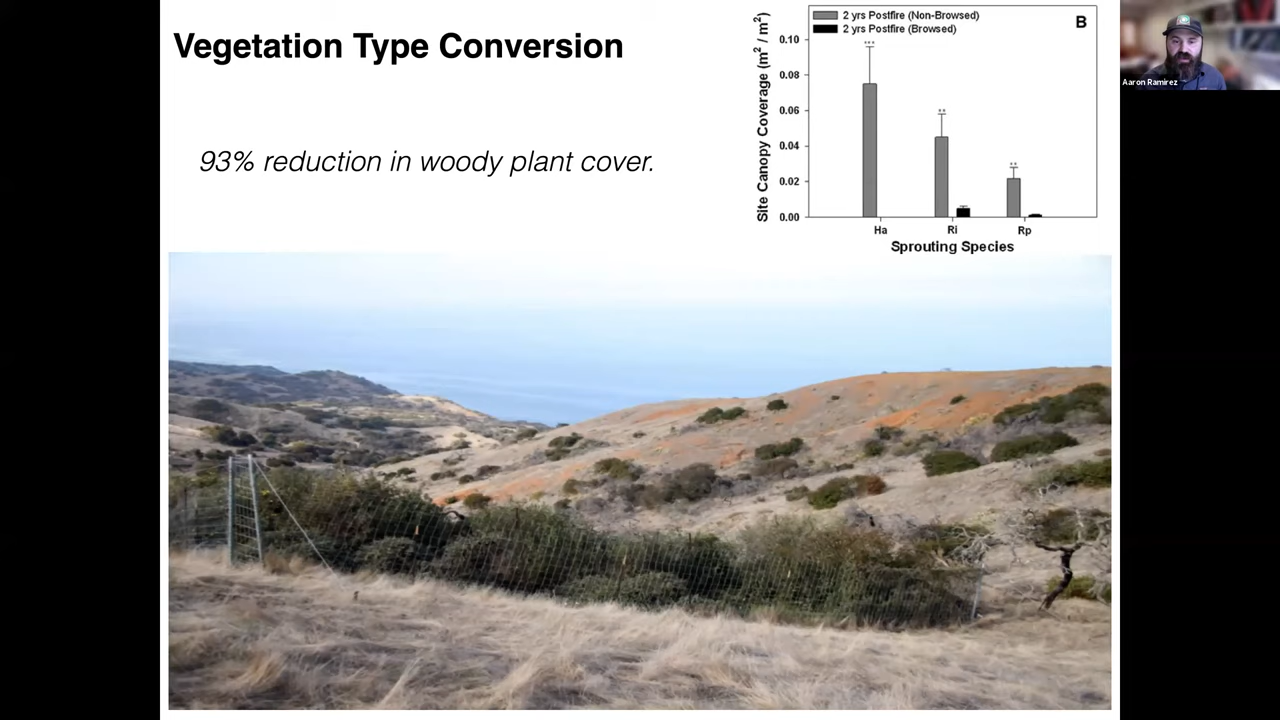 Vegetation Type Conversion
93% reduction in woody plant cover.
2 yrs Postfire (Non-Browsed)
2 yrs Postfire (Browsed)
B
Site Canopy Coverage (m² / m²)
0.10
0.08
0.06
0.04
0.02
0.00
***
**
**
Ha
Ri
Rp
Sprouting Species
Aaron Ramirez